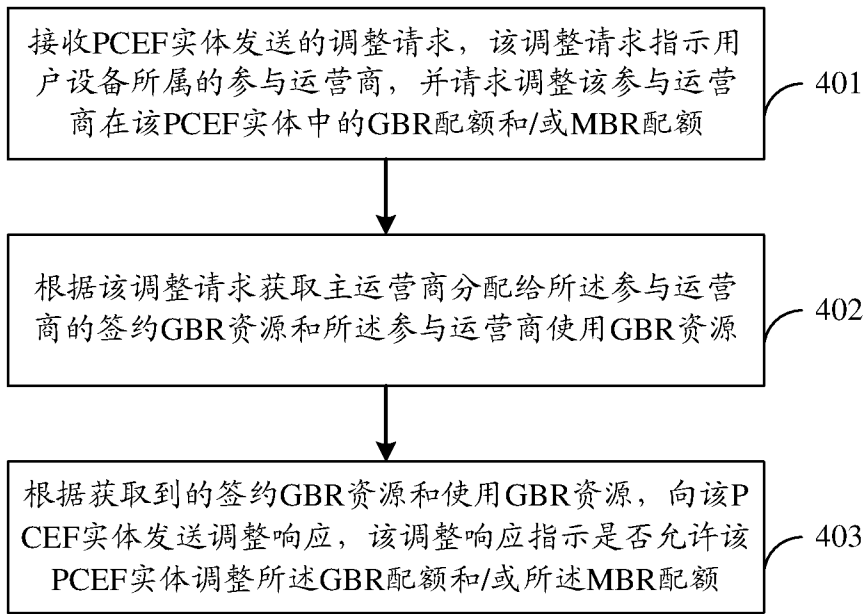 接收PCEF实体发送的调整请求，该调整请求指示用
户设备所属的参与运营商，并请求调整该参与运营
商在该PCEF实体中的GBR配额和/或MBR配额
401
根据该调整请求获取主运营商分配给所述参与运营
商的签约GBR资源和所述参与运营商使用GBR资源
402
根据获取到的签约GBR资源和使用GBR资源，向该P
CEF实体发送调整响应，该调整响应指示是否允许该
PCEF实体调整所述GBR配额和/或所述MBR配额
403